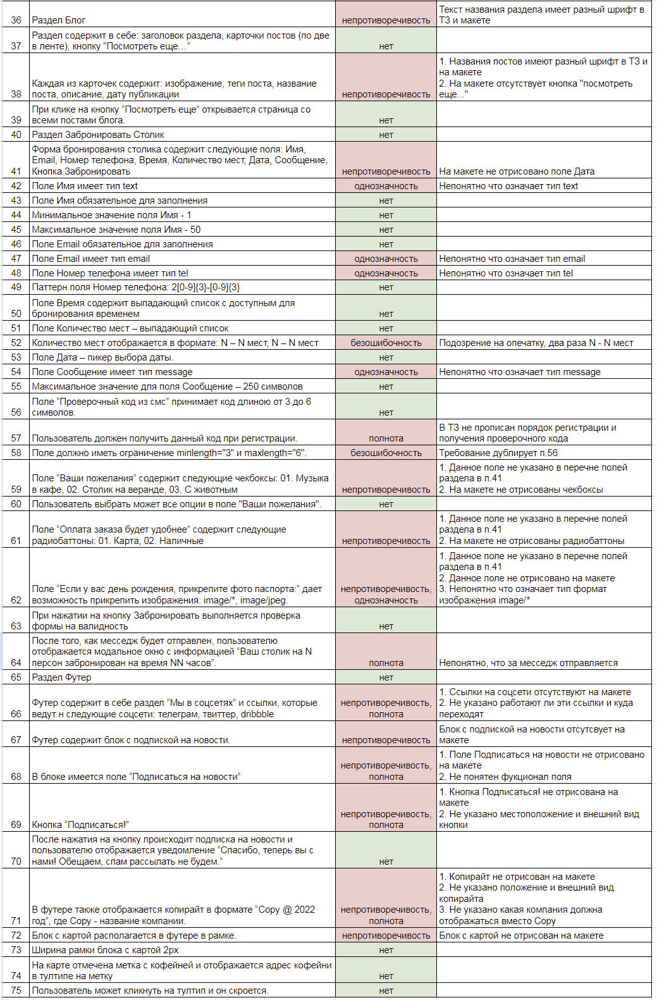 Текст названия раздела имеет разный шрифт в
36 Раздел Блог непротиворечивость ТЗ и макете
Раздел содержит в себе: заголовок раздела, карточки постов (по две
37 в ленте), кнопку “Посмотреть еще...” нет
1. Названия постов имеют разный шрифт в ТЗ и
на макете
Каждая из карточек содержит: изображение, теги поста, название 2. На макете отсутствует кнопка "посмотреть
38 поста, описание, дату публикации непротиворечивость еще..."
При клике на кнопку “Посмотреть еще” открывается страница со
39 всеми постами блога. нет
40 Раздел Забронировать Столик нет
Форма бронирования столика содержит следующие поля: Имя,
Email, Номер телефона, Время, Количество мест, Дата, Сообщение,
41 Кнопка Забронировать непротиворечивость На макете не отрисовано поле Дата
42 Поле Имя имеет тип text однозначность Непонятно что означает тип text
43 Поле Имя обязательное для заполнения нет
44 Минимальное значение поля Имя - 1 нет
45 Максимальное значение поля Имя - 50 нет
46 Поле Email обязательное для заполнения нет
47 Поле Email имеет тип email однозначность Непонятно что означает тип email
48 Поле Номер телефона имеет тип tel однозначность Непонятно что означает тип tel
49 Паттерн поля Номер телефона: 2[0-9]{3}-[0-9]{3} нет
Поле Время содержит выпадающий список с доступным для
50 бронирования временем нет
51 Поле Количество мест – выпадающий список нет
52 Количество мест отображается в формате: N – N мест, N – N мест безошибочность Подозрение на опечатку, два раза N - N мест
53 Поле Дата – пикер выбора даты. нет
54 Поле Сообщение имеет тип message однозначность Непонятно что означает тип message
55 Максимальное значение для поля Сообщение – 250 символов нет
Поле “Проверочный код из смс” принимает код длиною от 3 до 6
56 символов. нет
В ТЗ не прописан порядок регистрации и
57 Пользователь должен получить данный код при регистрации. полнота получения проверочного кода
58 Поле должно иметь ограничение minlength="3" и maxlength="6". безошибочность Требование дублирует п.56
1. Данное поле не указано в перечне полей
Поле “Ваши пожелания” содержит следующие чекбоксы: 01. Музыка раздела в п.41
59 в кафе, 02. Столик на веранде, 03. С животным непротиворечивость 2. На макете не отрисованы чекбоксы
60 Пользователь выбрать может все опции в поле "Ваши пожелания". нет
1. Данное поле не указано в перечне полей
Поле “Оплата заказа будет удобнее” содержит следующие раздела в п.41
61 радиобаттоны: 01. Карта, 02. Наличные непротиворечивость 2. На макете не отрисованы радиобаттоны
1. Данное поле не указано в перечне полей
раздела в п.41
2. Данное поле не отрисовано на макете
Поле “Если у вас день рождения, прикрепите фото паспорта:” дает непротиворечивость, 3. Непонятно что означает тип формат
62 возможность прикрепить изображения: image/*, image/jpeg. однозначность изображения image/*
При нажатии на кнопку Забронировать выполняется проверка
63 формы на валидность нет
После того, как месседж будет отправлен, пользователю
отображается модальное окно с информацией “Ваш столик на N
64 персон забронирован на время NN часов”. полнота Непонятно, что за месседж отправляется
65 Раздел Футер нет
1. Ссылки на соцсети отсутствуют на макете
Футер содержит в себе раздел “Мы в соцсетях” и ссылки, которые непротиворечивость, 2. Не указано работают ли эти ссылки и куда
66 ведут н следующие соцсети: телеграм, твиттер, dribbble полнота переходят
Блок с подпиской на новости отсутсвует на
67 Футер содержит блок с подпиской на новости. непротиворечивость макете
1. Поле Подписаться на новости не отрисовано
непротиворечивость, на макете
68 В блоке имеется поле “Подписаться на новости” полнота 2. Не понятен фукционал поля
1. Кнопка Подписаться! не отрисована на
макете
непротиворечивость, 2. Не указано местоположение и внешний вид
69 Кнопка “Подписаться!” полнота кнопки
После нажатия на кнопку происходит подписка на новости и
пользователю отображается уведомление “Спасибо, теперь вы с
70 нами! Обещаем, спам рассылать не будем.” нет
1. Копирайт не отрисован на макете
2. Не указано положение и внешний вид
копирайта
В футере также отображается копирайт в формате “Copy @ 2022 непротиворечивость, 3. Не указано какая компания должна
71 год”, где Copy - название компании. полнота отображаться вместо Copy
72 Блок с картой располагается в футере в рамке. непротиворечивость Блок с картой не отрисован на макете
73 Ширина рамки блока с картой 2px нет
На карте отмечена метка с кофейней и отображается адрес кофейни
74 в тултипе на метку нет
75 Пользователь может кликнуть на тултип и он скроется. нет